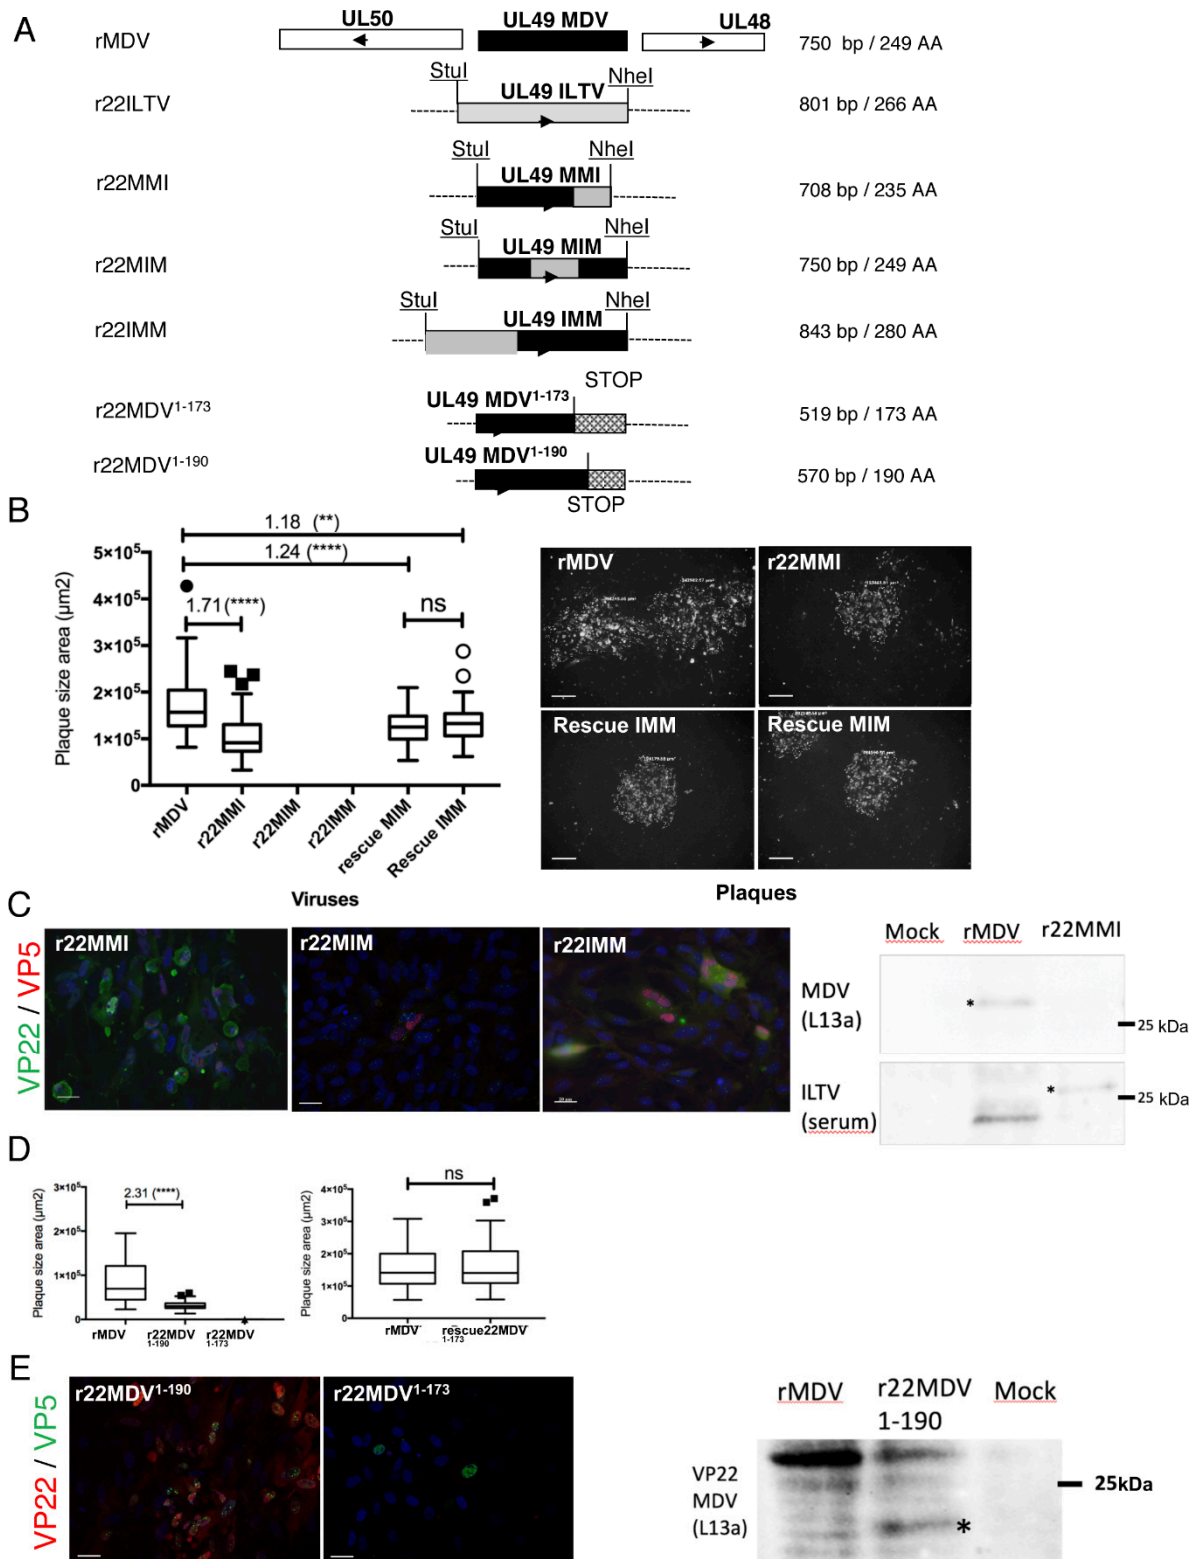 A
UL50
UL49 MDV
UL48
rMDV
750 bp / 249 AA
StuI
NheI
UL49 ILTV
r22ILTV
801 bp / 266 AA
StuI
NheI
UL49 MMI
r22MMI
708 bp / 235 AA
StuI
NheI
UL49 MIM
r22MIM
750 bp / 249 AA
StuI
NheI
UL49 IMM
r22IMM
843 bp / 280 AA
STOP
UL49 MDV1-173
r22MDV1-173
519 bp / 173 AA
UL49 MDV1-190
r22MDV1-190
570 bp / 190 AA
STOP
B
1.18 (**)
1.24 (****)
1.71(****)
ns
5×10⁵
4×10⁵
3×10⁵
2×10⁵
1×10⁵
0
Plaque size area (µm2)
rMDV
r22MMI
r22MIM
r22IMM
rescue MIM
Rescue IMM
Viruses
rMDV
r22MMI
Rescue IMM
Rescue MIM
Plaques
C
VP22 / VP5
r22MMI
r22MIM
r22IMM
Mock
rMDV
r22MMI
MDV
(L13a)
*
25 kDa
ILTV
(serum)
*
25 kDa
D
2.31 (****)
3×10⁵
2×10⁵
1×10⁵
0
Plaque size area (µm2)
rMDV
r22MDV
1-190
r22MDV
1-173
ns
4×10⁵
3×10⁵
2×10⁵
1×10⁵
0
Plaque size area (µm2)
rMDV
rescue22MDV
1-173
E
VP22 / VP5
r22MDV1-190
r22MDV1-173
rMDV
r22MDV
1-190
Mock
VP22
MDV
(L13a)
25kDa
*